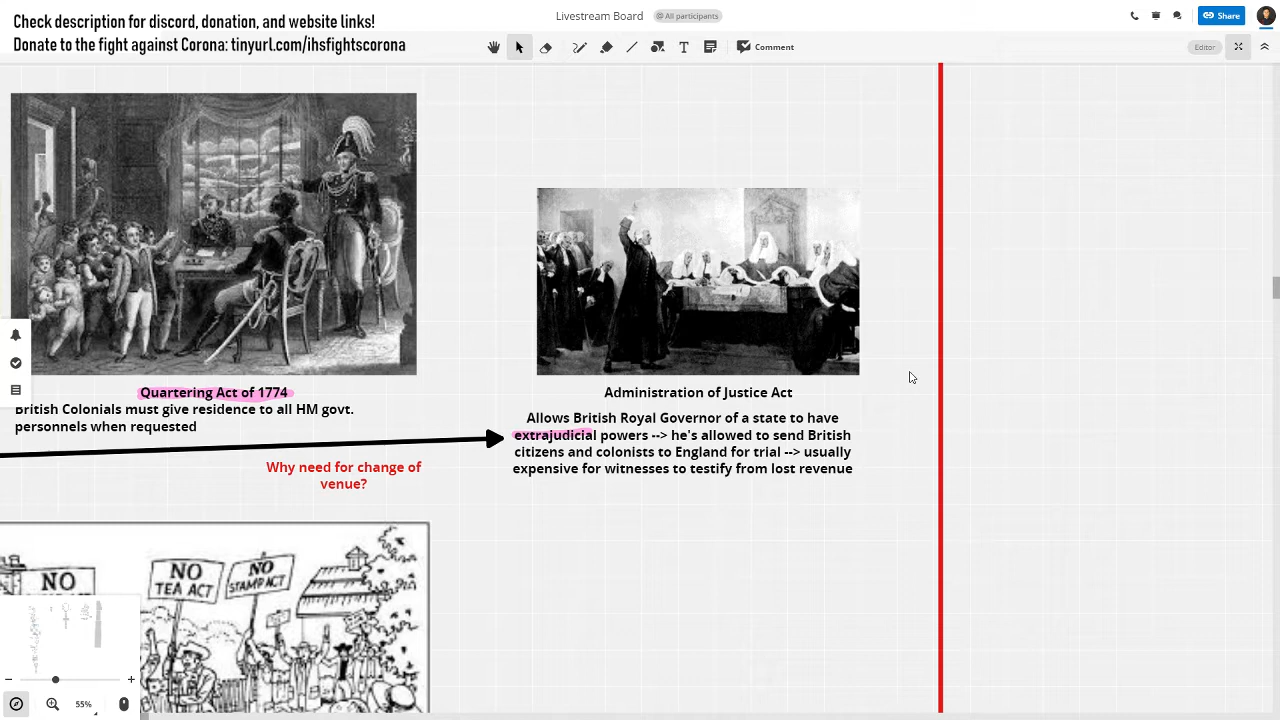 Check description for discord, donation, and website links!
Donate to the fight against Corona: tinyurl.com/ihsfightscorona
Livestream Board
@ All participants
Share
Comment
Editor
Quartering Act of 1774
British Colonials must give residence to all HM govt.
personnels when requested
Why need for change of
venue?
Administration of Justice Act
Allows British Royal Governor of a state to have
extrajudicial powers --> he's allowed to send British
citizens and colonists to England for trial --> usually
expensive for witnesses to testify from lost revenue
NO
NO
TEA ACT
NO
STAMP ACT
55%